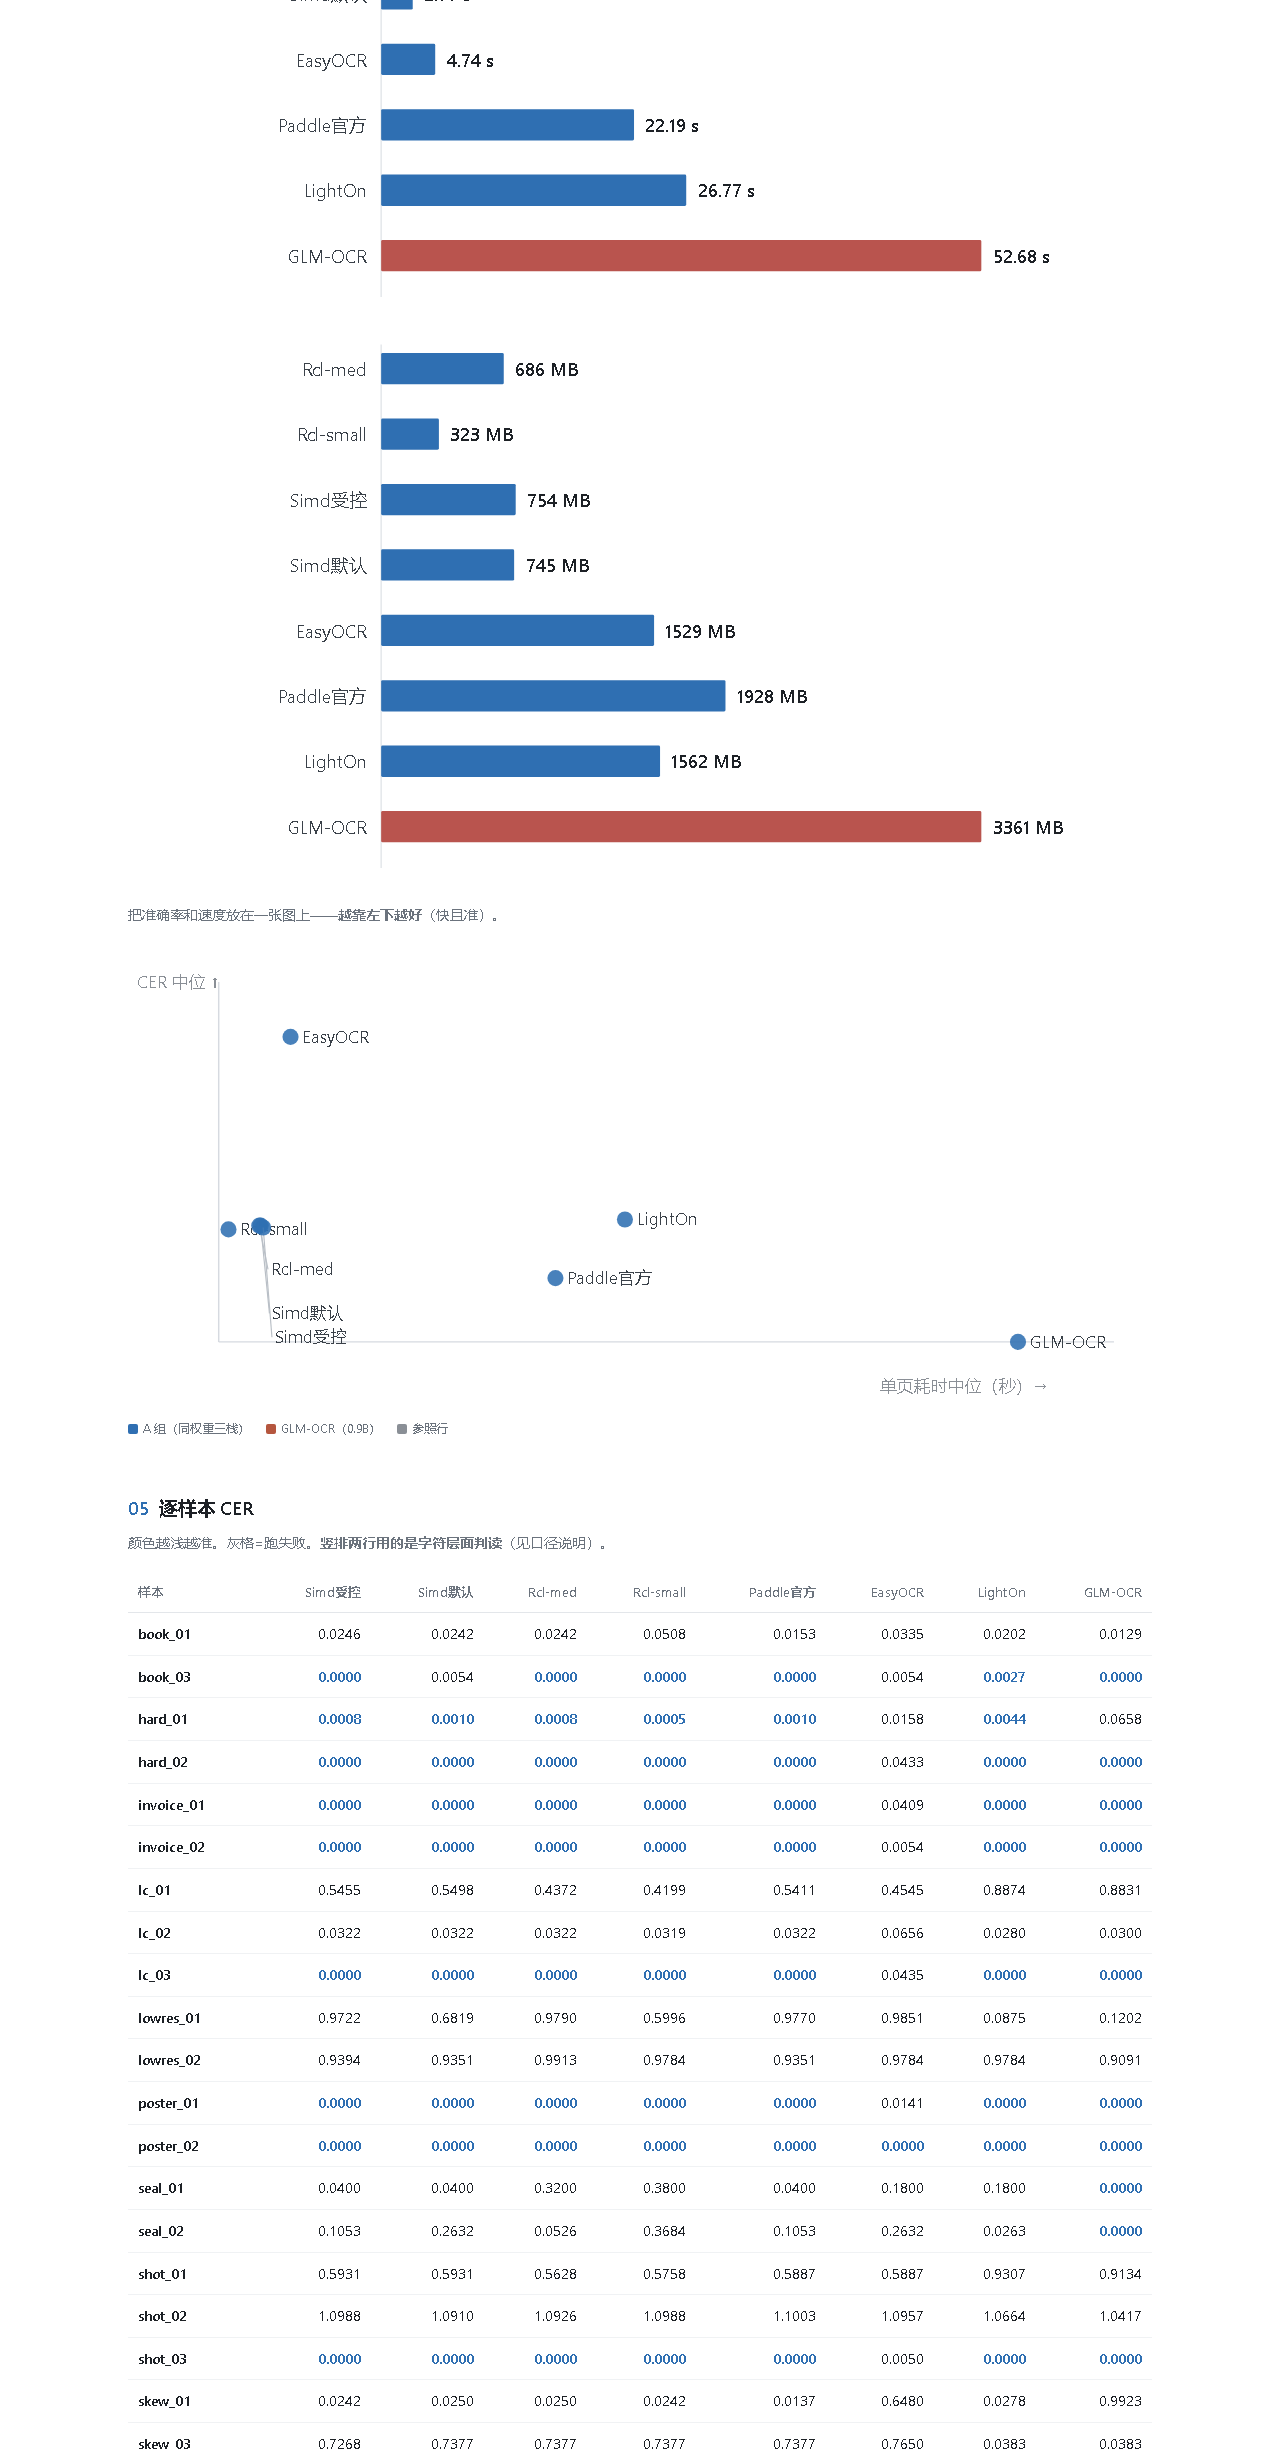 EasyOCR 4.74 s
Paddle官方 22.19 s
LightOn 26.77 s
GLM-OCR 52.68 s
Rcl-med 686 MB
Rcl-small 323 MB
Simd受控 754 MB
Simd默认 745 MB
EasyOCR 1529 MB
Paddle官方 1928 MB
LightOn 1562 MB
GLM-OCR 3361 MB
把准确率和速度放在一张图上——越靠左下越好（快且准）。
CER 中位 ↑
EasyOCR
LightOn
Rcl-small
Rcl-med
Paddle官方
Simd默认
Simd受控
GLM-OCR
单页耗时中位（秒）→
A 组（同权重三栈） GLM-OCR（0.9B） 参照行
05 逐样本 CER
颜色越浅越准。灰格=跑失败。竖排两行用的是字符层面判读（见口径说明）。
样本 Simd受控 Simd默认 Rcl-med Rcl-small Paddle官方 EasyOCR LightOn GLM-OCR
book_01 0.0246 0.0242 0.0242 0.0508 0.0153 0.0335 0.0202 0.0129
book_03 0.0000 0.0054 0.0000 0.0000 0.0000 0.0054 0.0027 0.0000
hard_01 0.0008 0.0010 0.0008 0.0005 0.0010 0.0158 0.0044 0.0658
hard_02 0.0000 0.0000 0.0000 0.0000 0.0000 0.0433 0.0000 0.0000
invoice_01 0.0000 0.0000 0.0000 0.0000 0.0000 0.0409 0.0000 0.0000
invoice_02 0.0000 0.0000 0.0000 0.0000 0.0000 0.0054 0.0000 0.0000
lc_01 0.5455 0.5498 0.4372 0.4199 0.5411 0.4545 0.8874 0.8831
lc_02 0.0322 0.0322 0.0322 0.0319 0.0322 0.0656 0.0280 0.0300
lc_03 0.0000 0.0000 0.0000 0.0000 0.0000 0.0435 0.0000 0.0000
lowres_01 0.9722 0.6819 0.9790 0.5996 0.9770 0.9851 0.0875 0.1202
lowres_02 0.9394 0.9351 0.9913 0.9784 0.9351 0.9784 0.9784 0.9091
poster_01 0.0000 0.0000 0.0000 0.0000 0.0000 0.0141 0.0000 0.0000
poster_02 0.0000 0.0000 0.0000 0.0000 0.0000 0.0000 0.0000 0.0000
seal_01 0.0400 0.0400 0.3200 0.3800 0.0400 0.1800 0.1800 0.0000
seal_02 0.1053 0.2632 0.0526 0.3684 0.1053 0.2632 0.0263 0.0000
shot_01 0.5931 0.5931 0.5628 0.5758 0.5887 0.5887 0.9307 0.9134
shot_02 1.0988 1.0910 1.0926 1.0988 1.1003 1.0957 1.0664 1.0417
shot_03 0.0000 0.0000 0.0000 0.0000 0.0000 0.0050 0.0000 0.0000
skew_01 0.0242 0.0250 0.0250 0.0242 0.0137 0.6480 0.0278 0.9923
skew_03 0.7268 0.7377 0.7377 0.7377 0.7377 0.7650 0.0383 0.0383